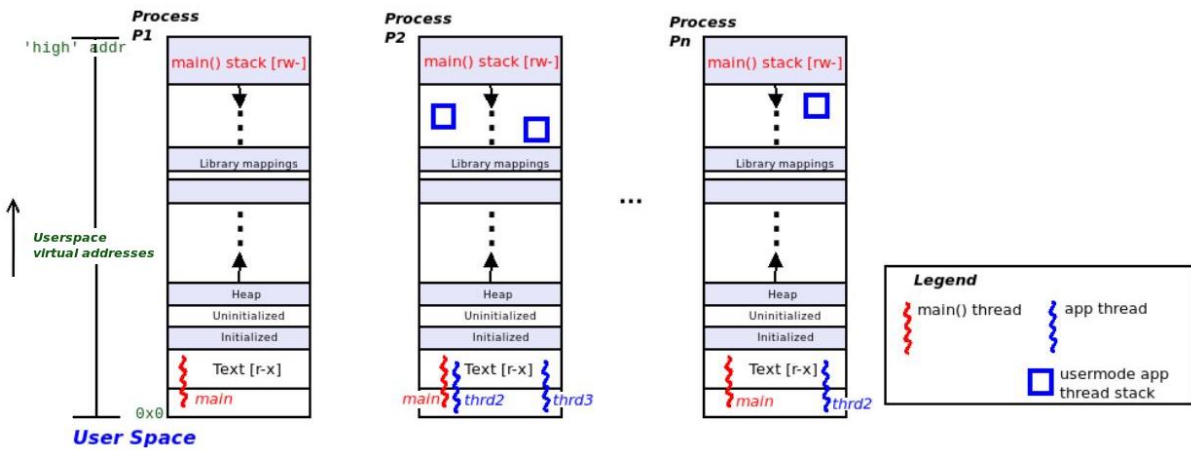 Process
P1
Process
P2
Process
Pn
'high' addr
main() stack [rw-]
main() stack [rw-]
main() stack [rw-]
Library mappings
Library mappings
Library mappings
...
Userspace
virtual addresses
Heap
Heap
Heap
Uninitialized
Uninitialized
Uninitialized
Initialized
Initialized
Initialized
Text [r-x]
Text [r-x]
Text [r-x]
main
main
thrd2
thrd3
main
thrd2
0x0
User Space
Legend
main() thread
app thread
usermode app
thread stack